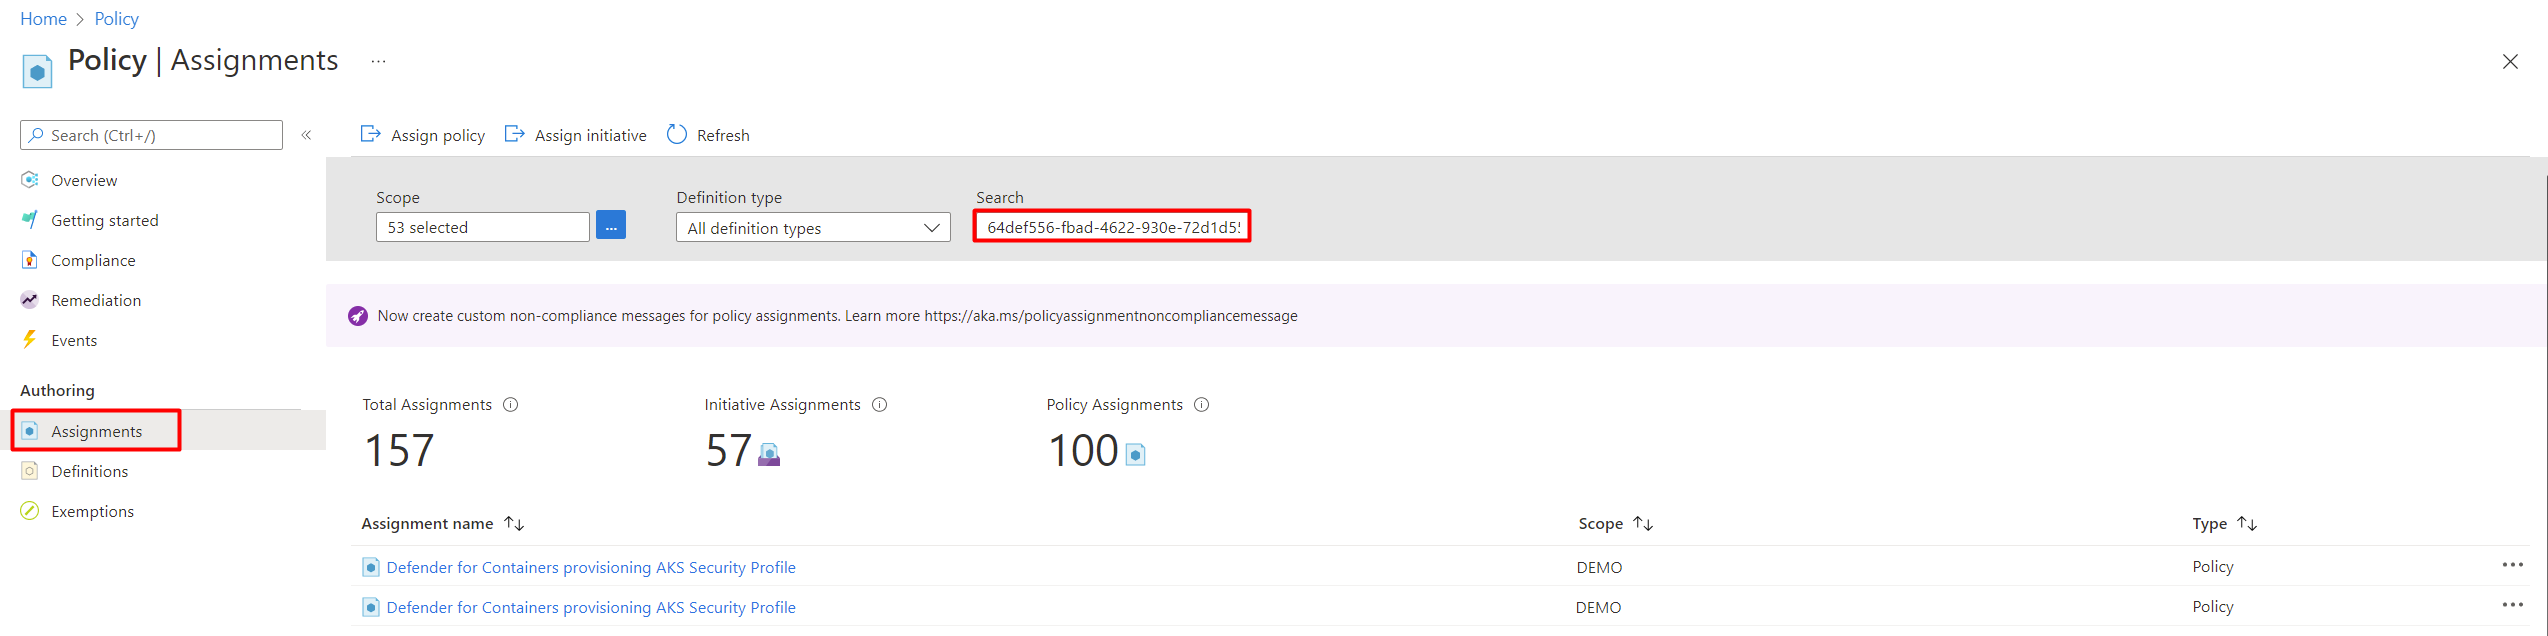 Home > Policy
Policy | Assignments ...
Search (Ctrl+/) «
Overview
Getting started
Compliance
Remediation
Events
Authoring
Assignments
Definitions
Exemptions
Assign policy Assign initiative Refresh
Scope Definition type Search
53 selected ... All definition types 64def556-fbad-4622-930e-72d1d5
Now create custom non-compliance messages for policy assignments. Learn more https://aka.ms/policyassignmentnoncompliancemessage
Total Assignments Initiative Assignments Policy Assignments
157 57 100
Assignment name ↑↓ Scope ↑↓ Type ↑↓
Defender for Containers provisioning AKS Security Profile DEMO Policy ...
Defender for Containers provisioning AKS Security Profile DEMO Policy ...